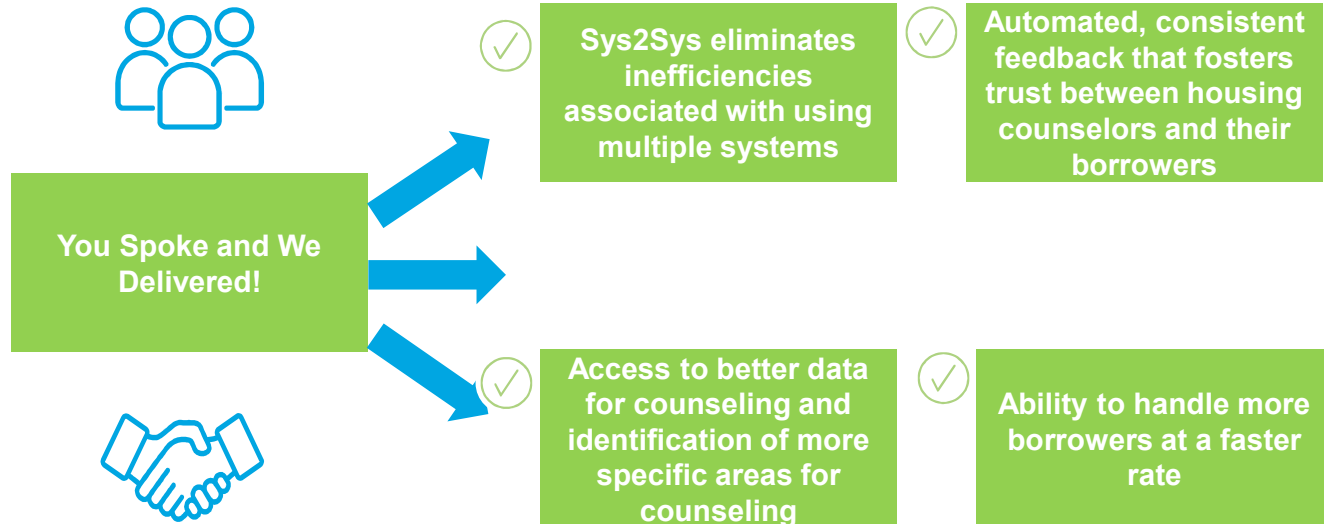 You Spoke and We
Delivered!
Sys2Sys eliminates
inefficiencies
associated with using
multiple systems
Automated, consistent
feedback that fosters
trust between housing
counselors and their
borrowers
Access to better data
for counseling and
identification of more
specific areas for
counseling
Ability to handle more
borrowers at a faster
rate